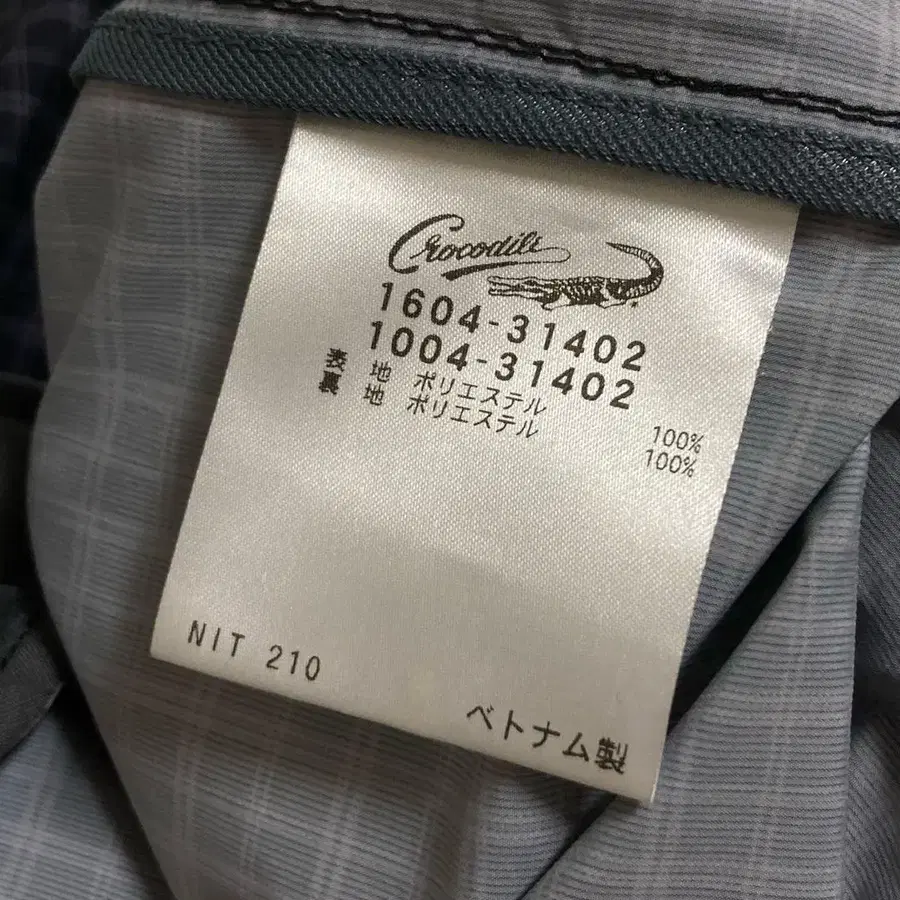 Crocodile
1604-31402
1004-31402
表 地 ポリエステル 100%
裏 地 ポリエステル 100%
NIT 210
ベトナム製